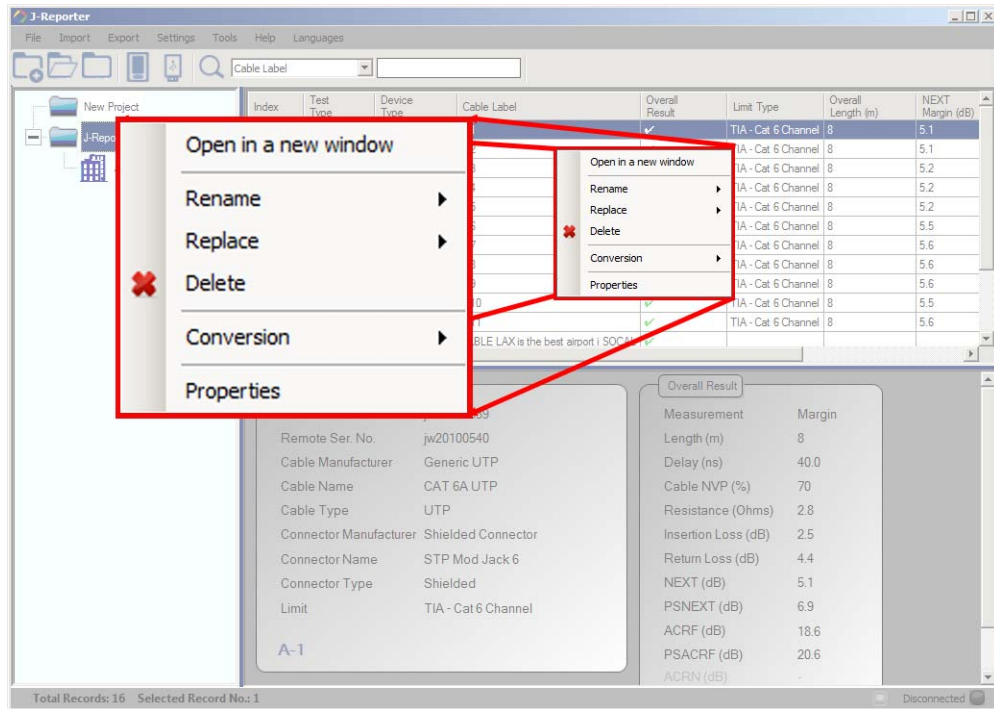 J-Reporter
File Import Export Settings Tools Help Languages
Cable Label
New Project
J-Repo
Index Test Type Device Type Cable Label Overall Result Limit Type Overall Length (m) NEXT Margin (dB)
TIA - Cat 6 Channel 8 5.1
TIA - Cat 6 Channel 8 5.1
TIA - Cat 6 Channel 8 5.2
TIA - Cat 6 Channel 8 5.2
TIA - Cat 6 Channel 8 5.2
TIA - Cat 6 Channel 8 5.5
TIA - Cat 6 Channel 8 5.6
TIA - Cat 6 Channel 8 5.6
TIA - Cat 6 Channel 8 5.6
10 TIA - Cat 6 Channel 8 5.5
TIA - Cat 6 Channel 8 5.6
BLE LAX is the best airport i SOCAL
Open in a new window
Rename
Replace
Delete
Conversion
Properties
Open in a new window
Rename
Replace
Delete
Conversion
Properties
Remote Ser. No. jw20100540
Cable Manufacturer Generic UTP
Cable Name CAT 6A UTP
Cable Type UTP
Connector Manufacturer Shielded Connector
Connector Name STP Mod Jack 6
Connector Type Shielded
Limit TIA - Cat 6 Channel
A-1
Overall Result
Measurement Margin
Length (m) 8
Delay (ns) 40.0
Cable NVP (%) 70
Resistance (Ohms) 2.8
Insertion Loss (dB) 2.5
Return Loss (dB) 4.4
NEXT (dB) 5.1
PSNEXT (dB) 6.9
ACRF (dB) 18.6
PSACRF (dB) 20.6
ACRN (dB) -
Total Records: 16 Selected Record No.: 1 Disconnected